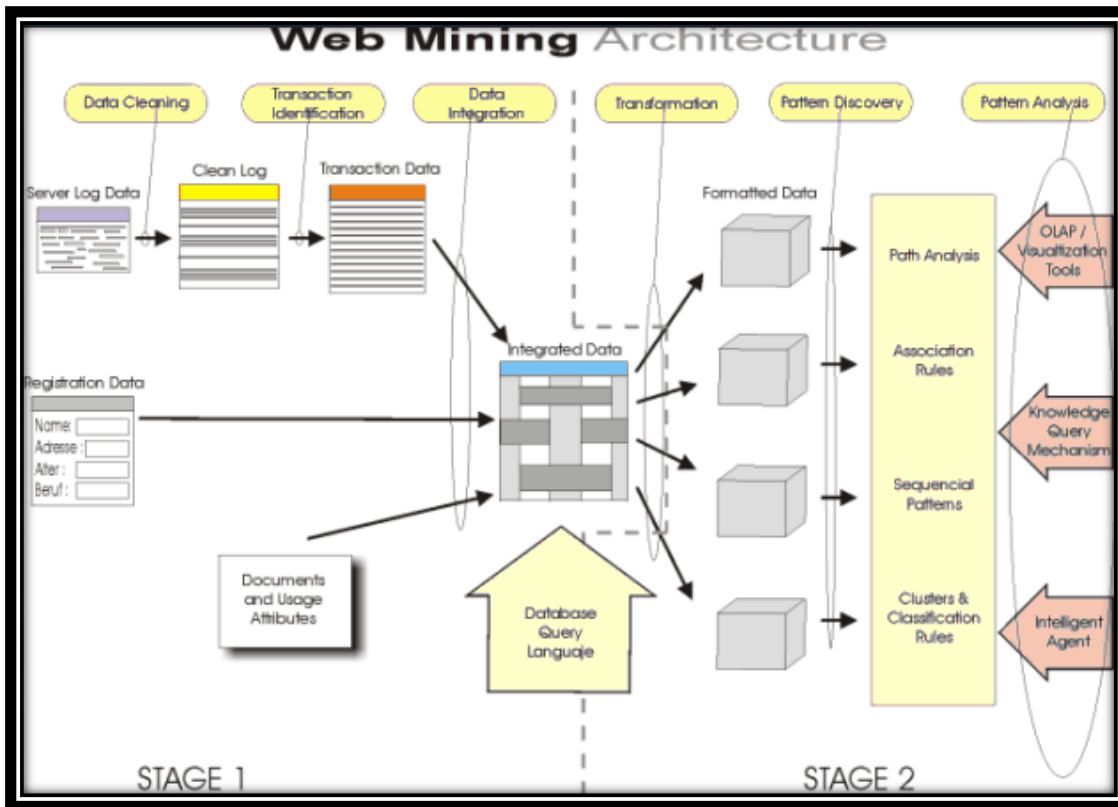 Web Mining Architecture
Data Cleaning
Transaction
Identification
Data
Integration
Transformation
Pattern Discovery
Pattern Analysis
Server Log Data
Clean Log
Transaction Data
Formatted Data
Path Analysis
OLAP /
Visualtization
Tools
Integrated Data
Association
Rules
Registration Data
Name:
Adresse :
Alter :
Beruf :
Knowledge
Query
Mechanism
Sequencial
Patterns
Documents
and Usage
Attributes
Database
Query
Languaje
Clusters &
Classification
Rules
Intelligent
Agent
STAGE 1
STAGE 2